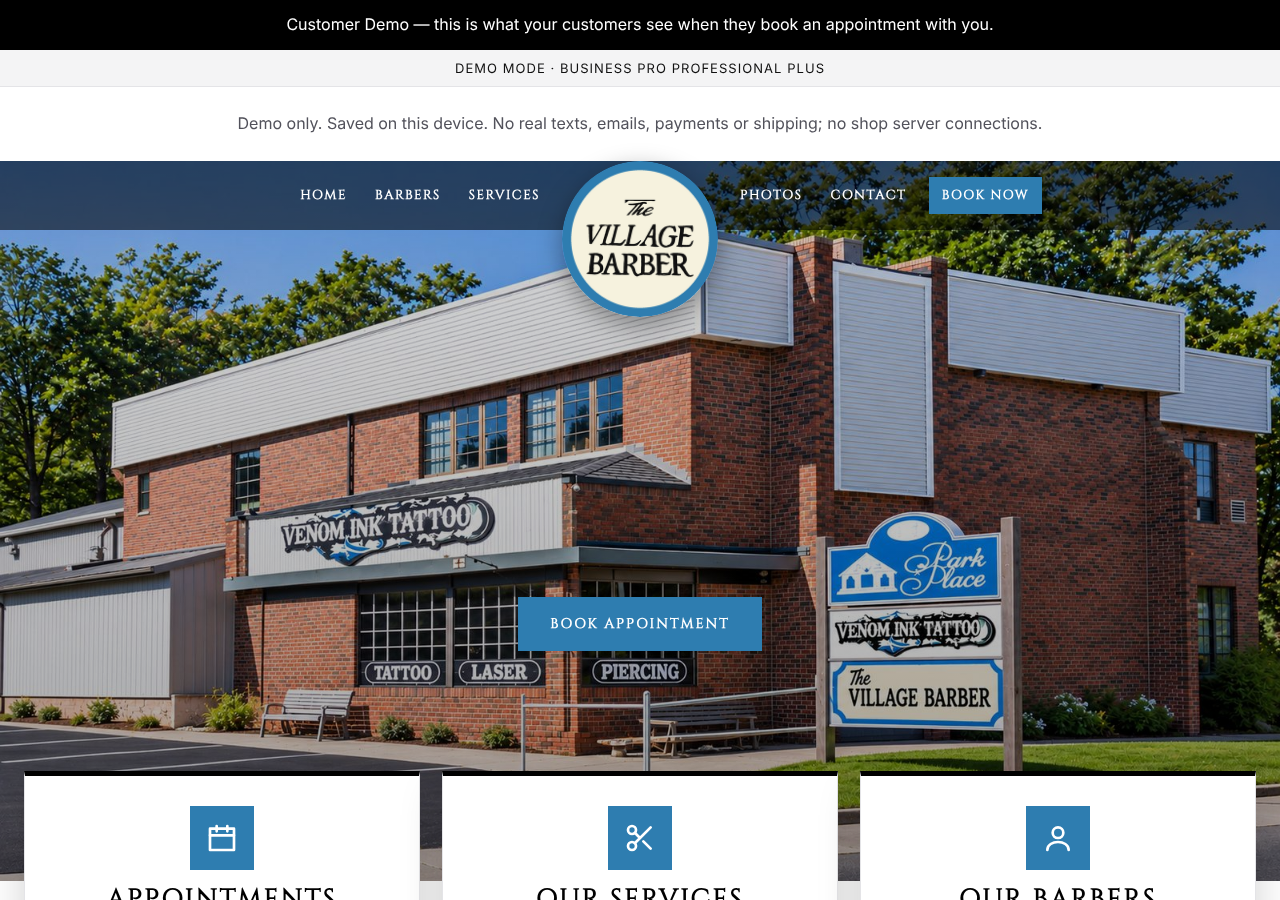 Customer Demo — this is what your customers see when they book an appointment with you.
DEMO MODE · BUSINESS PRO PROFESSIONAL PLUS
Demo only. Saved on this device. No real texts, emails, payments or shipping; no shop server connections.
HOME BARBERS SERVICES
The
VILLAGE
BARBER
PHOTOS CONTACT BOOK NOW
VENOM INK TATTOO
Park
Place
BOOK APPOINTMENT
VENOM INK TATTOO
TATTOO LASER PIERCING
The
VILLAGE BARBER
APPOINTMENTS
OUR SERVICES
OUR BARBERS